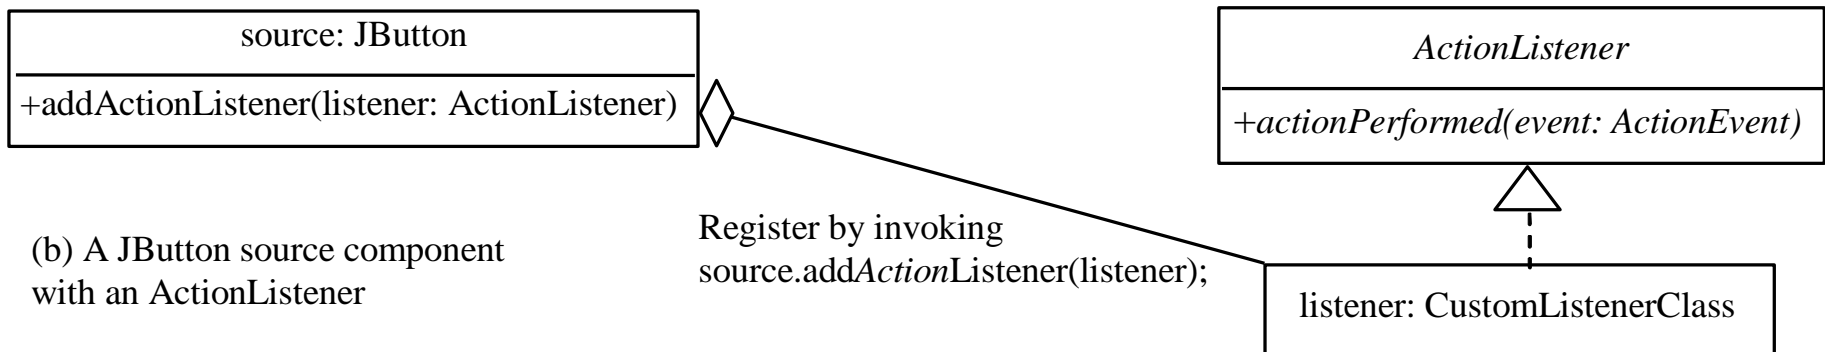 source: JButton
+addActionListener(listener: ActionListener)
ActionListener
+actionPerformed(event: ActionEvent)
Register by invoking
source.addActionListener(listener);
(b) A JButton source component
with an ActionListener
listener: CustomListenerClass